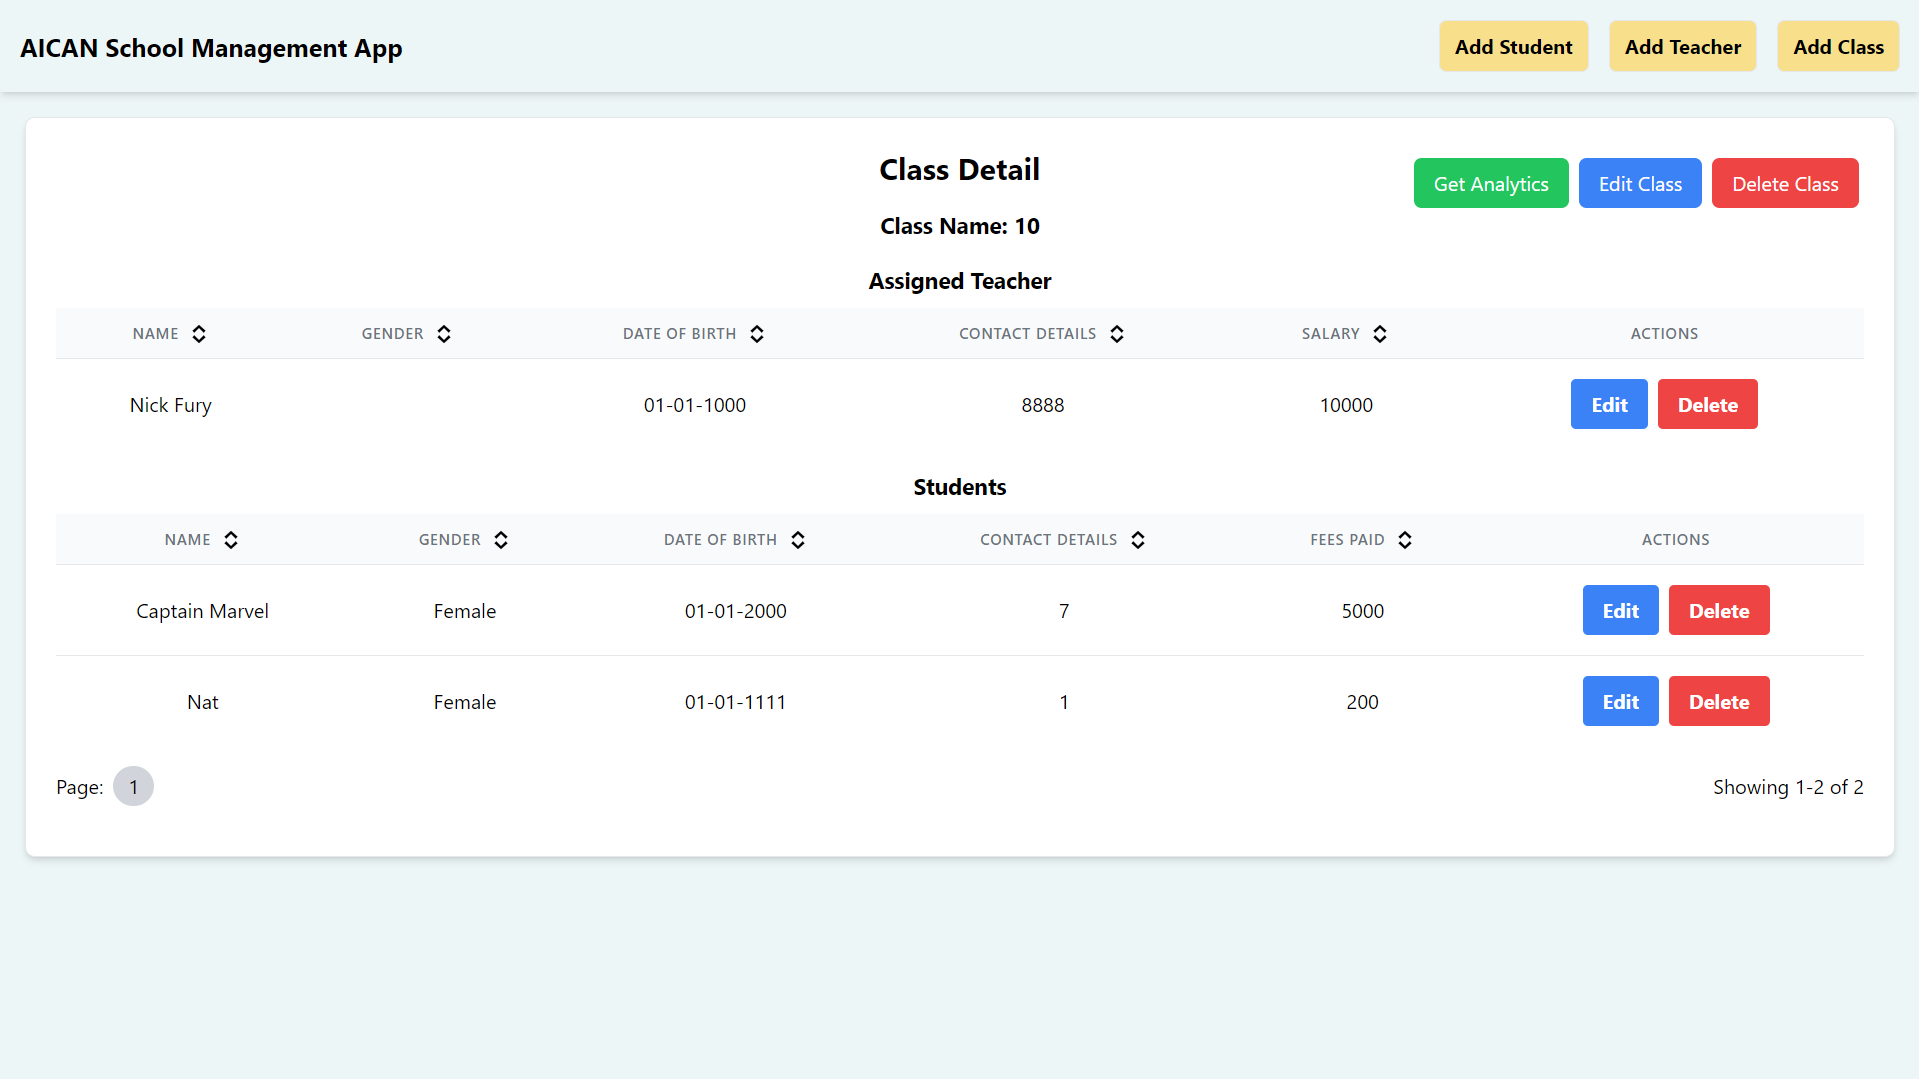 AICAN School Management App
Add Student Add Teacher Add Class
Class Detail
Get Analytics Edit Class Delete Class
Class Name: 10
Assigned Teacher
NAME GENDER DATE OF BIRTH CONTACT DETAILS SALARY ACTIONS
Nick Fury 01-01-1000 8888 10000 Edit Delete
Students
NAME GENDER DATE OF BIRTH CONTACT DETAILS FEES PAID ACTIONS
Captain Marvel Female 01-01-2000 7 5000 Edit Delete
Nat Female 01-01-1111 1 200 Edit Delete
Page: 1 Showing 1-2 of 2